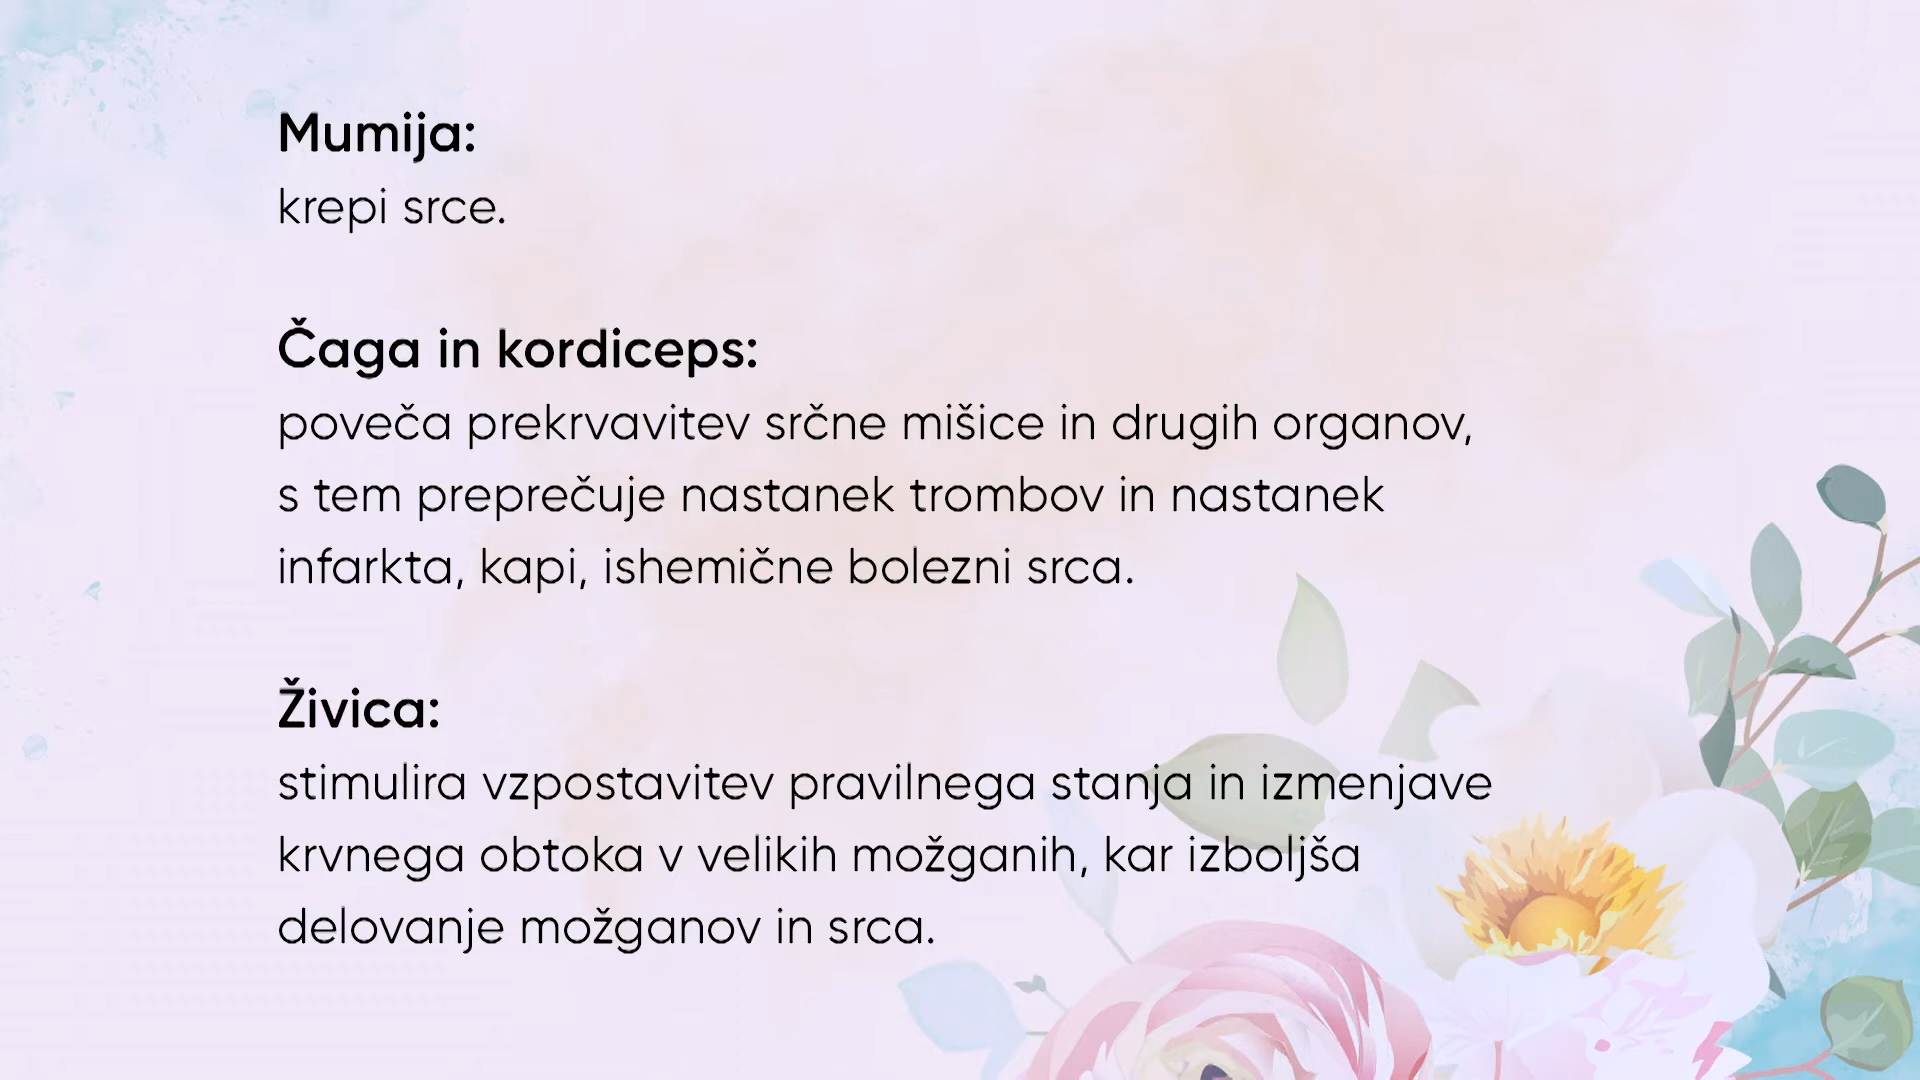 Mumija:
krepi srce.
Čaga in kordiceps:
poveča prekrvavitev srčne mišice in drugih organov,
s tem preprečuje nastanek trombov in nastanek
infarkta, kapi, ishemične bolezni srca.
Živica:
stimulira vzpostavitev pravilnega stanja in izmenjave
krvnega obtoka v velikih možganih, kar izboljša
delovanje možganov in srca.